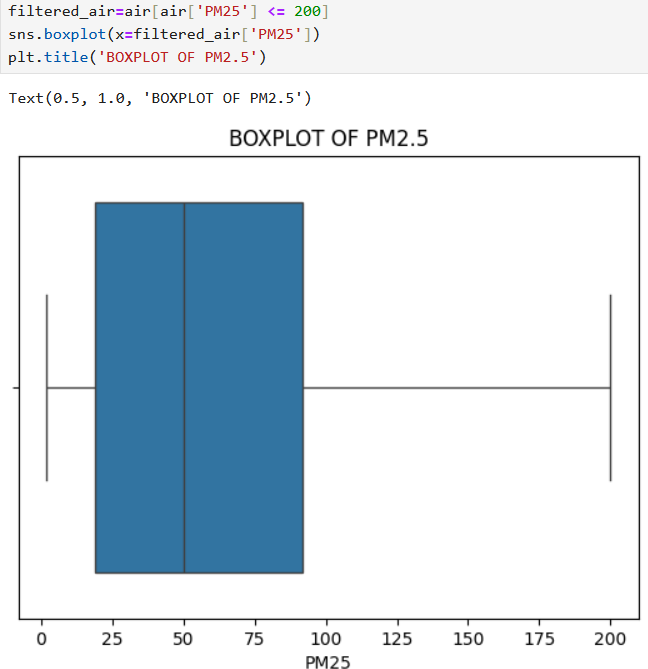 filtered_air=air[air['PM25'] <= 200]
sns.boxplot(x=filtered_air['PM25'])
plt.title('BOXPLOT OF PM2.5')
Text(0.5, 1.0, 'BOXPLOT OF PM2.5')
BOXPLOT OF PM2.5
0 25 50 75 100 125 150 175 200
PM25